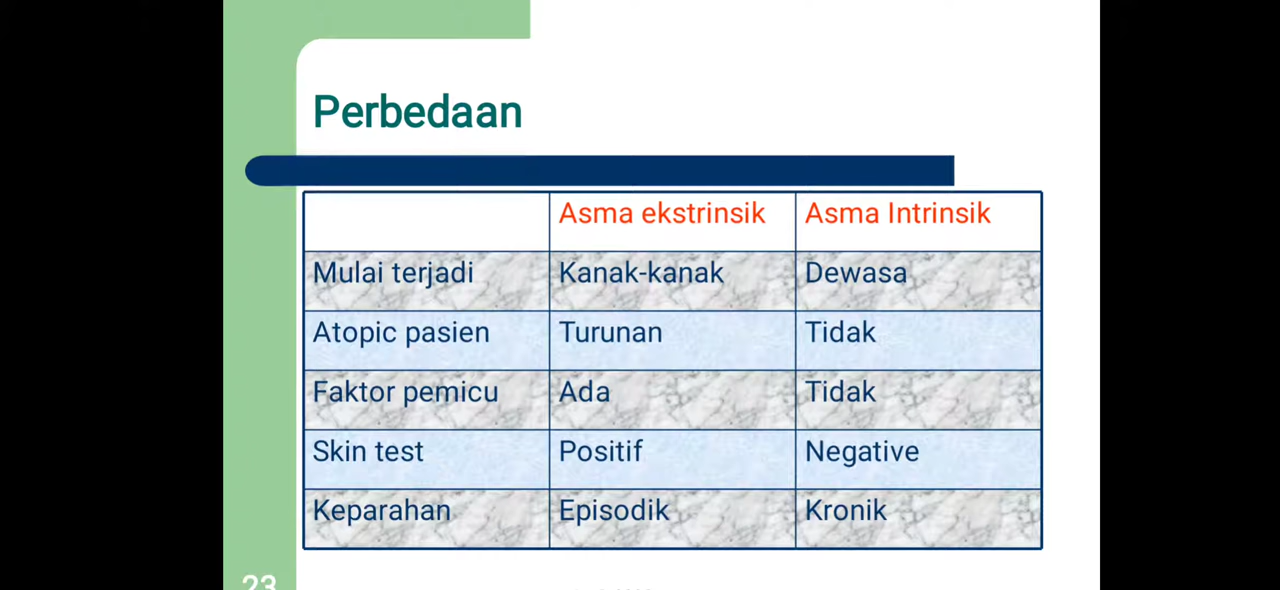 Perbedaan
Asma ekstrinsik Asma Intrinsik
Mulai terjadi Kanak-kanak Dewasa
Atopic pasien Turunan Tidak
Faktor pemicu Ada Tidak
Skin test Positif Negative
Keparahan Episodik Kronik
23